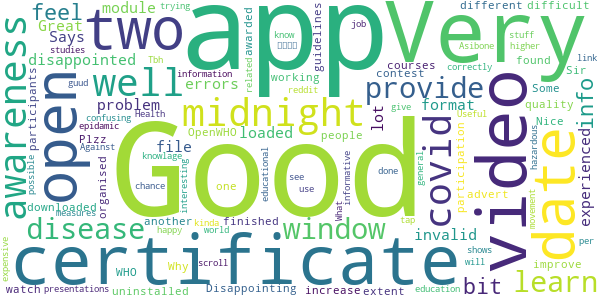 module
trying
job
different
difficult
Great
feel
two
app
Very
link
know
guidelines
awarded
stuff
higher
Says
related
Asibone
correctly
disappointed
studies
Tbh
information
reddit
courses
found
Sir
guud
well
errors
contest
working
Some
awareness
participants
open
confusing
problem
midnight
provide
video
date
info
format
quality
Nice
OpenWHO
loaded
people
lot
give
Useful
epidemic
Plzz
Health
Against
file
Good
covid
participation
advert
hazardous
experienced
knowlage
interesting
one
educational
see
use
done
informative
general
downloaded
possible
organised
chance
What
tap
movement
measures
another
finished
happy
kinda
world
disease
window
invalid
improve
expensive
certificate
WHO
Why
scroll
bit
learn
shows
per
will
watch
presentations
uninstalled
Disappointing
increase
extent
education